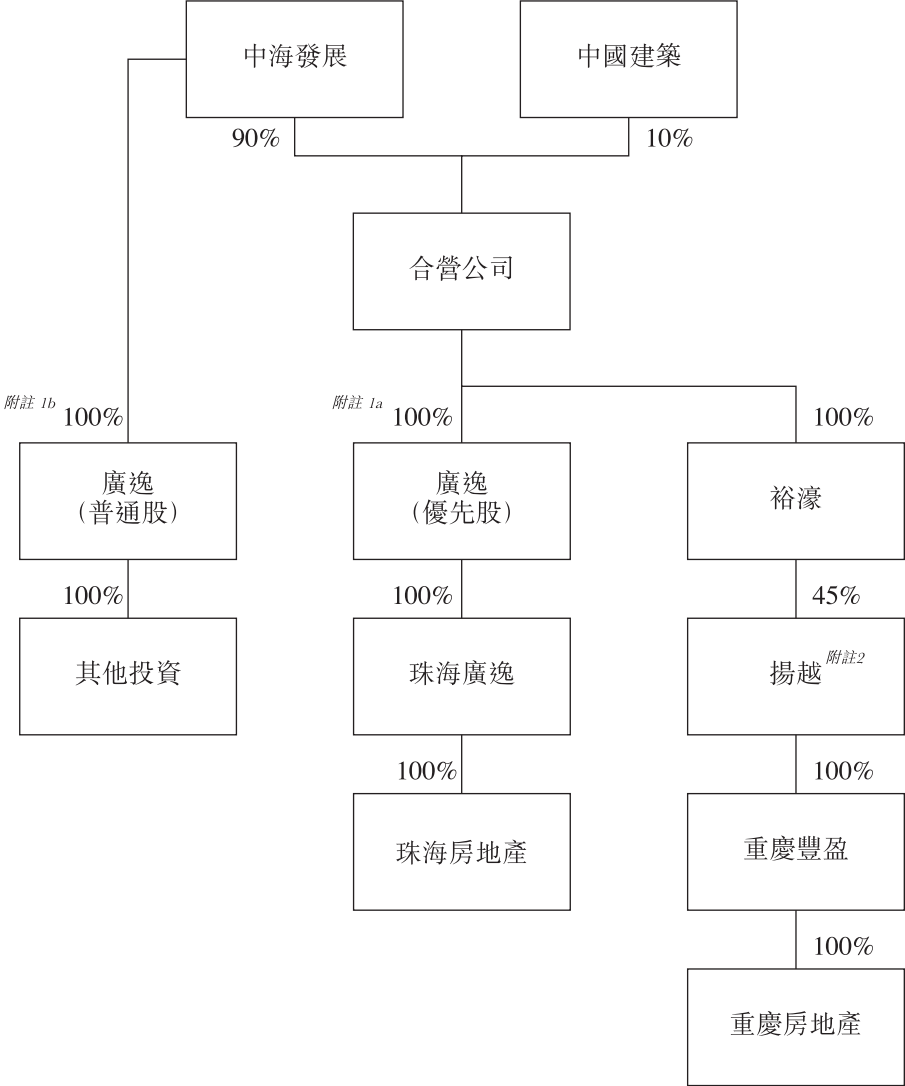 中海發展
中國建築
90%
10%
合營公司
附註 1b
100%
附註 1a
100%
100%
廣逸
(普通股)
廣逸
(優先股)
裕濠
100%
100%
45%
其他投資
珠海廣逸
揚越 附註2
100%
100%
珠海房地產
重慶豐盈
100%
重慶房地產